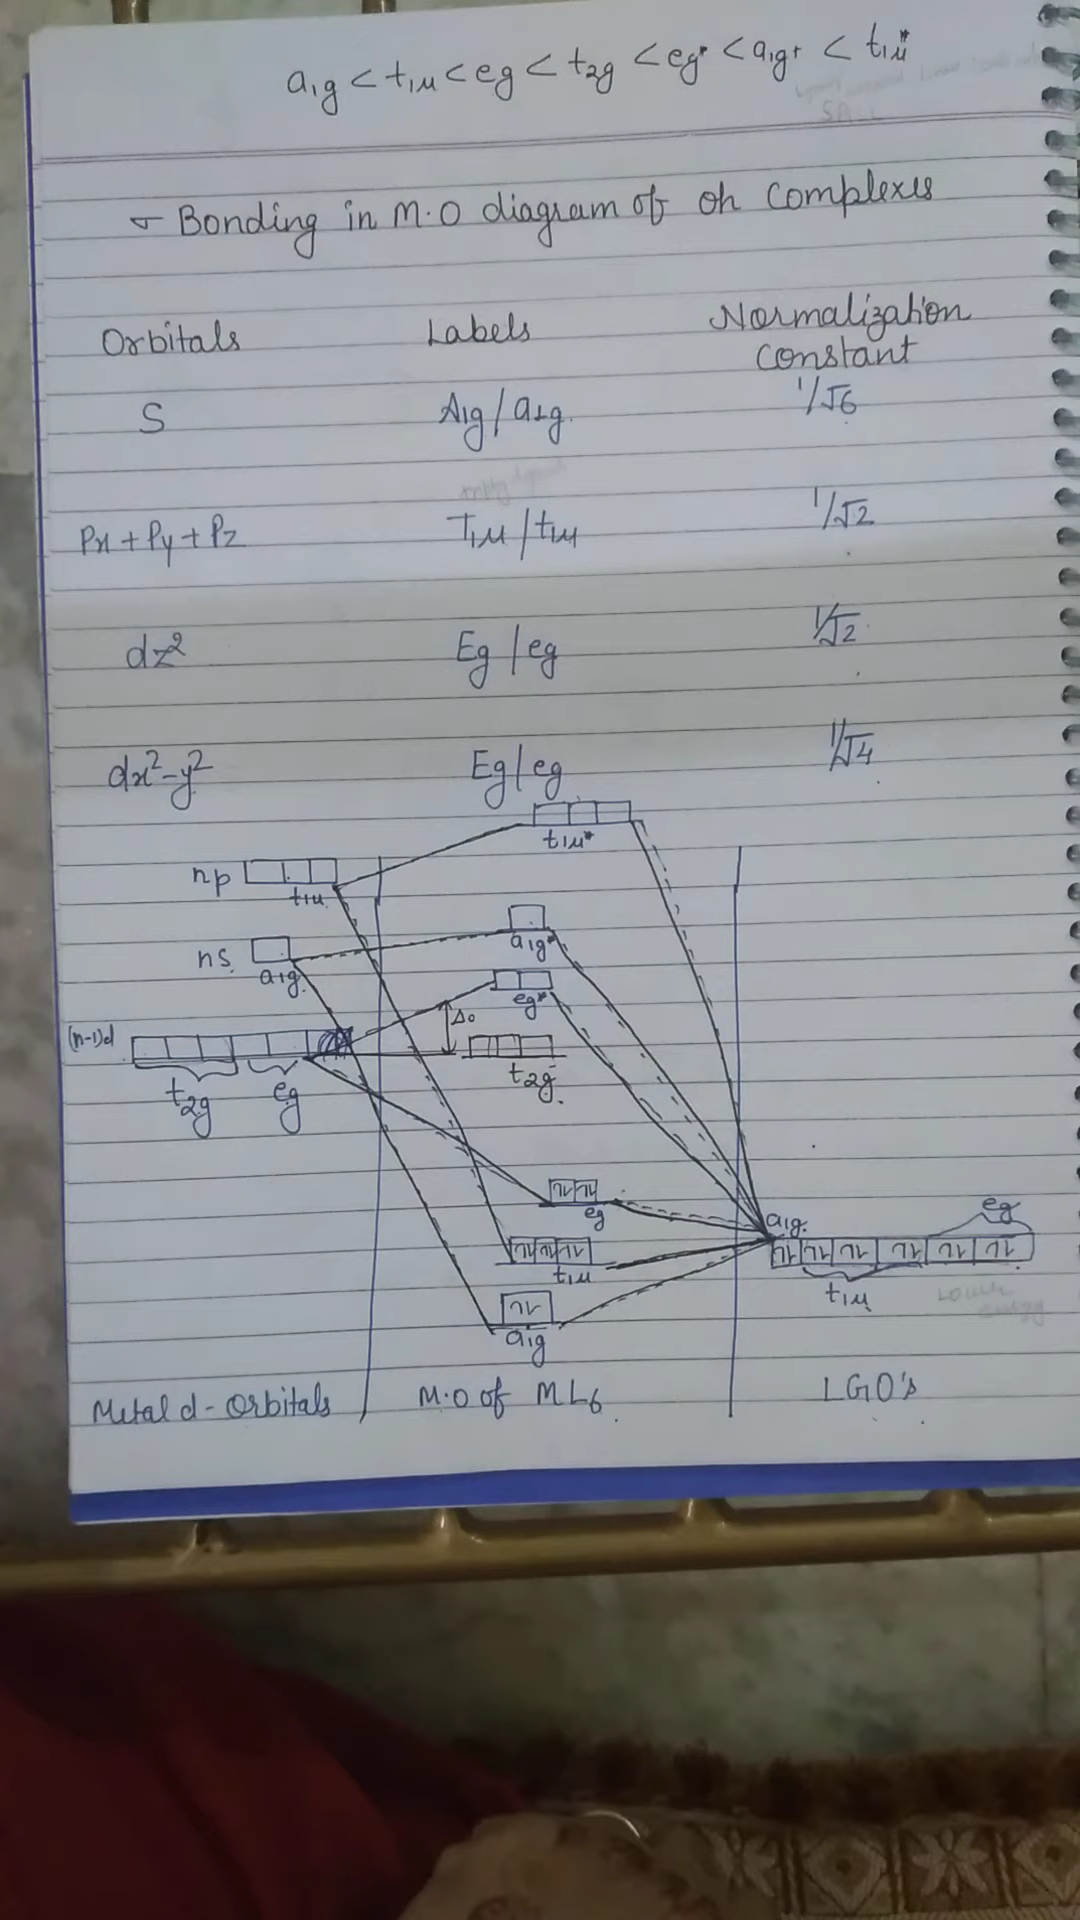 a₁g < t₁u < eg < t₂g < eg* < a₁g* < t₁u*
σ - Bonding in M.O diagram of oh complexes
Orbitals Labels Normalization constant
S A₁g / a₁g 1/√6
Px + Py + Pz T₁u / t₁u 1/√2
dz² Eg / eg 1/√2
dx²-y² Eg / eg 1/√4
t₁u*
np
t₁u
a₁g*
ns
a₁g
eg*
Δo
(n-1)d
t₂g eg
t₂g
eg
eg
a₁g
t₁u
t₁u
a₁g
Metal d - Orbitals M.O of ML₆ LGO's